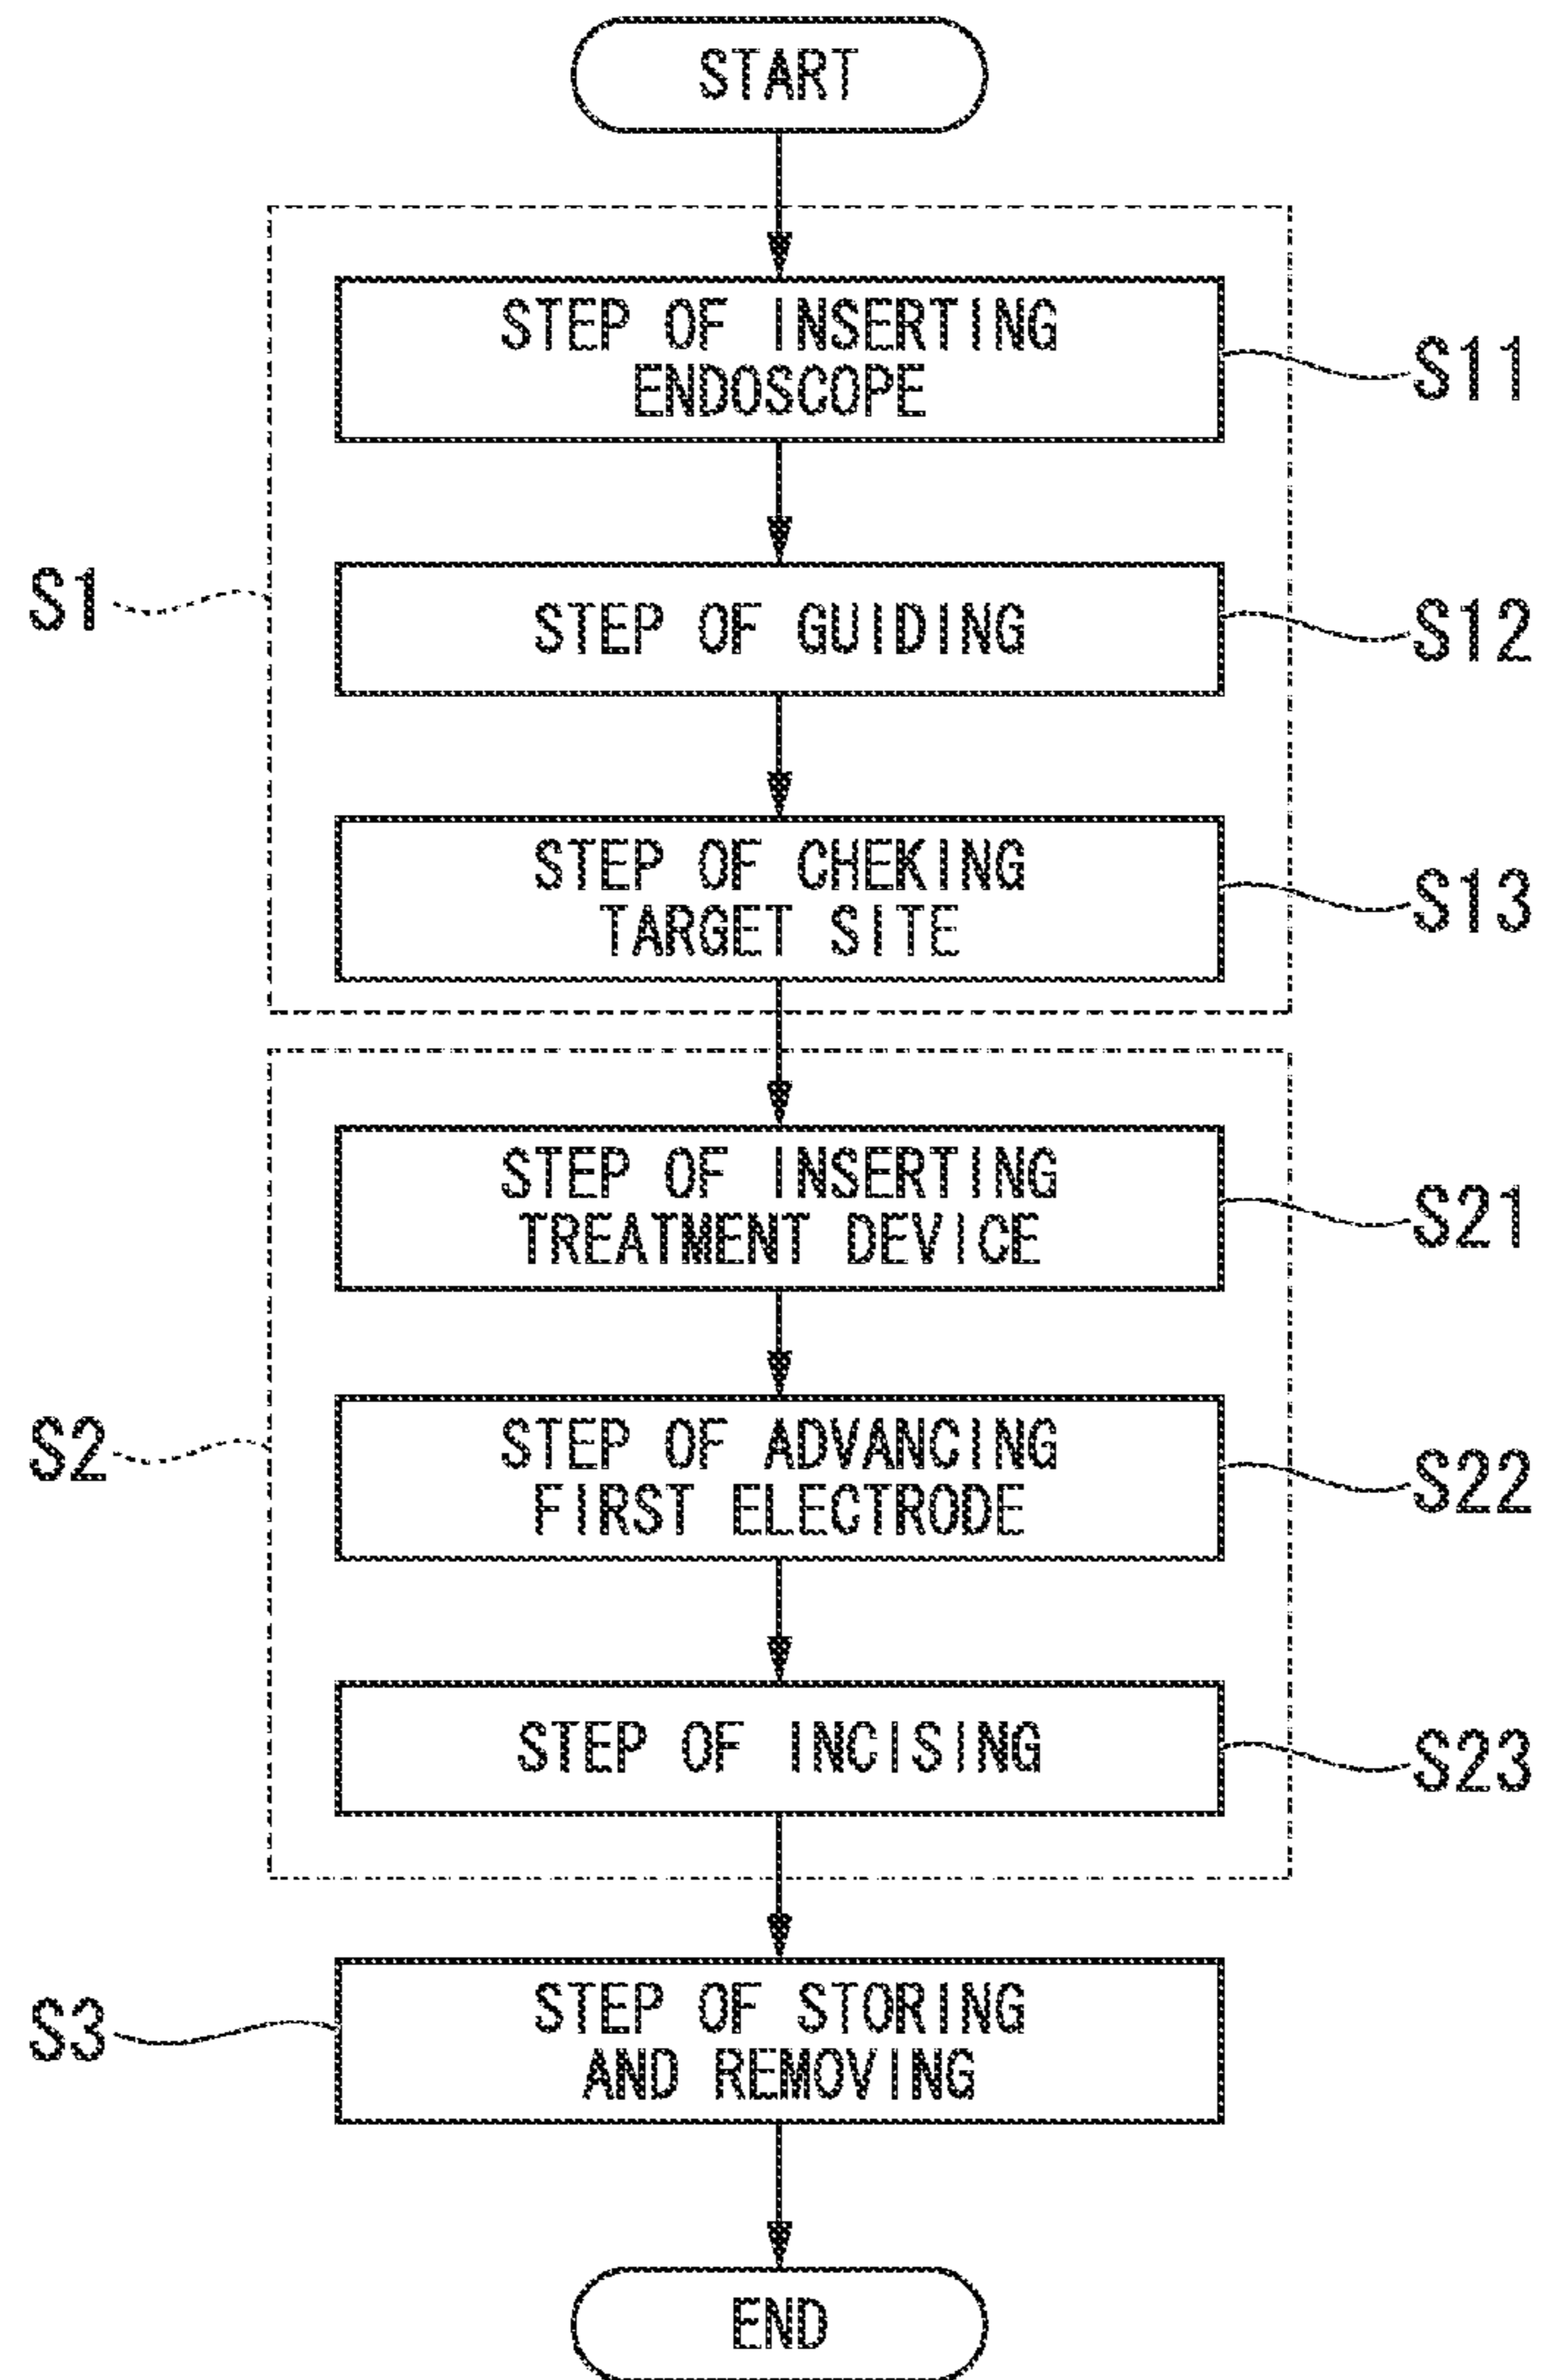 START
STEP OF INSERTING
ENDOSCOPE
S11
S1
STEP OF GUIDING
S12
STEP OF CHEKING
TARGET SITE
S13
STEP OF INSERTING
TREATMENT DEVICE
S21
S2
STEP OF ADVANCING
FIRST ELECTRODE
S22
STEP OF INCISING
S23
S3
STEP OF STORING
AND REMOVING
END